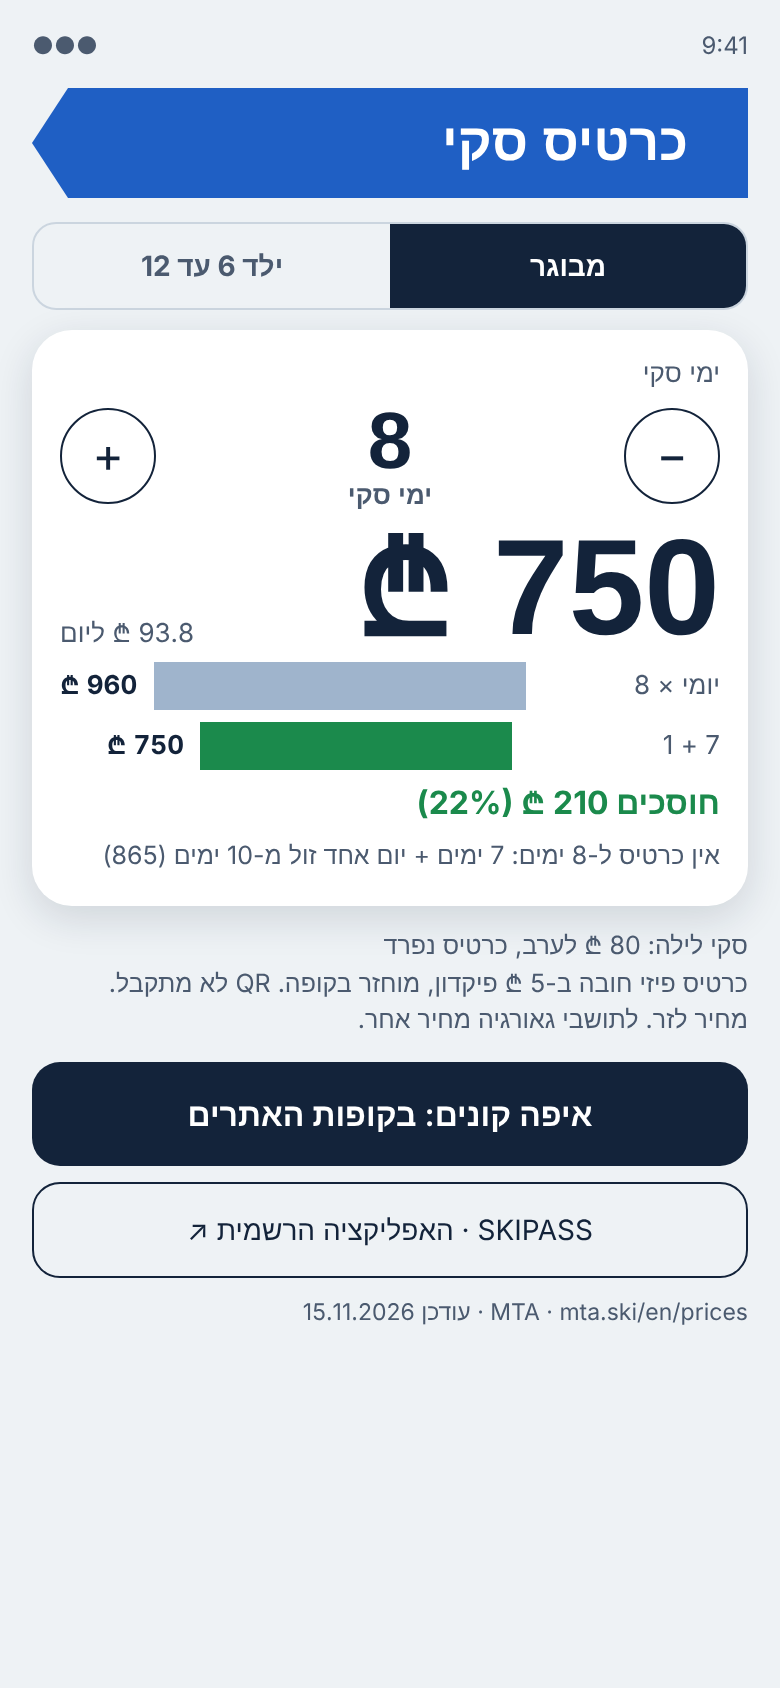 9:41
כרטיס סקי
מבוגר
ילד 6 עד 12
ימי סקי
−
8
+
ימי סקי
750 ₾
93.8 ₾ ליום
יומי × 8
960 ₾
7 + 1
750 ₾
חוסכים 210 ₾ (22%)
אין כרטיס ל-8 ימים: 7 ימים + יום אחד זול מ-10 ימים (865)
סקי לילה: 80 ₾ לערב, כרטיס נפרד
כרטיס פיזי חובה ב-5 ₾ פיקדון, מוחזר בקופה. QR לא מתקבל.
מחיר לזר. לתושבי גאורגיה מחיר אחר.
איפה קונים: בקופות האתרים
SKIPASS · האפליקציה הרשמית ↗
mta.ski/en/prices · MTA · עודכן 15.11.2026